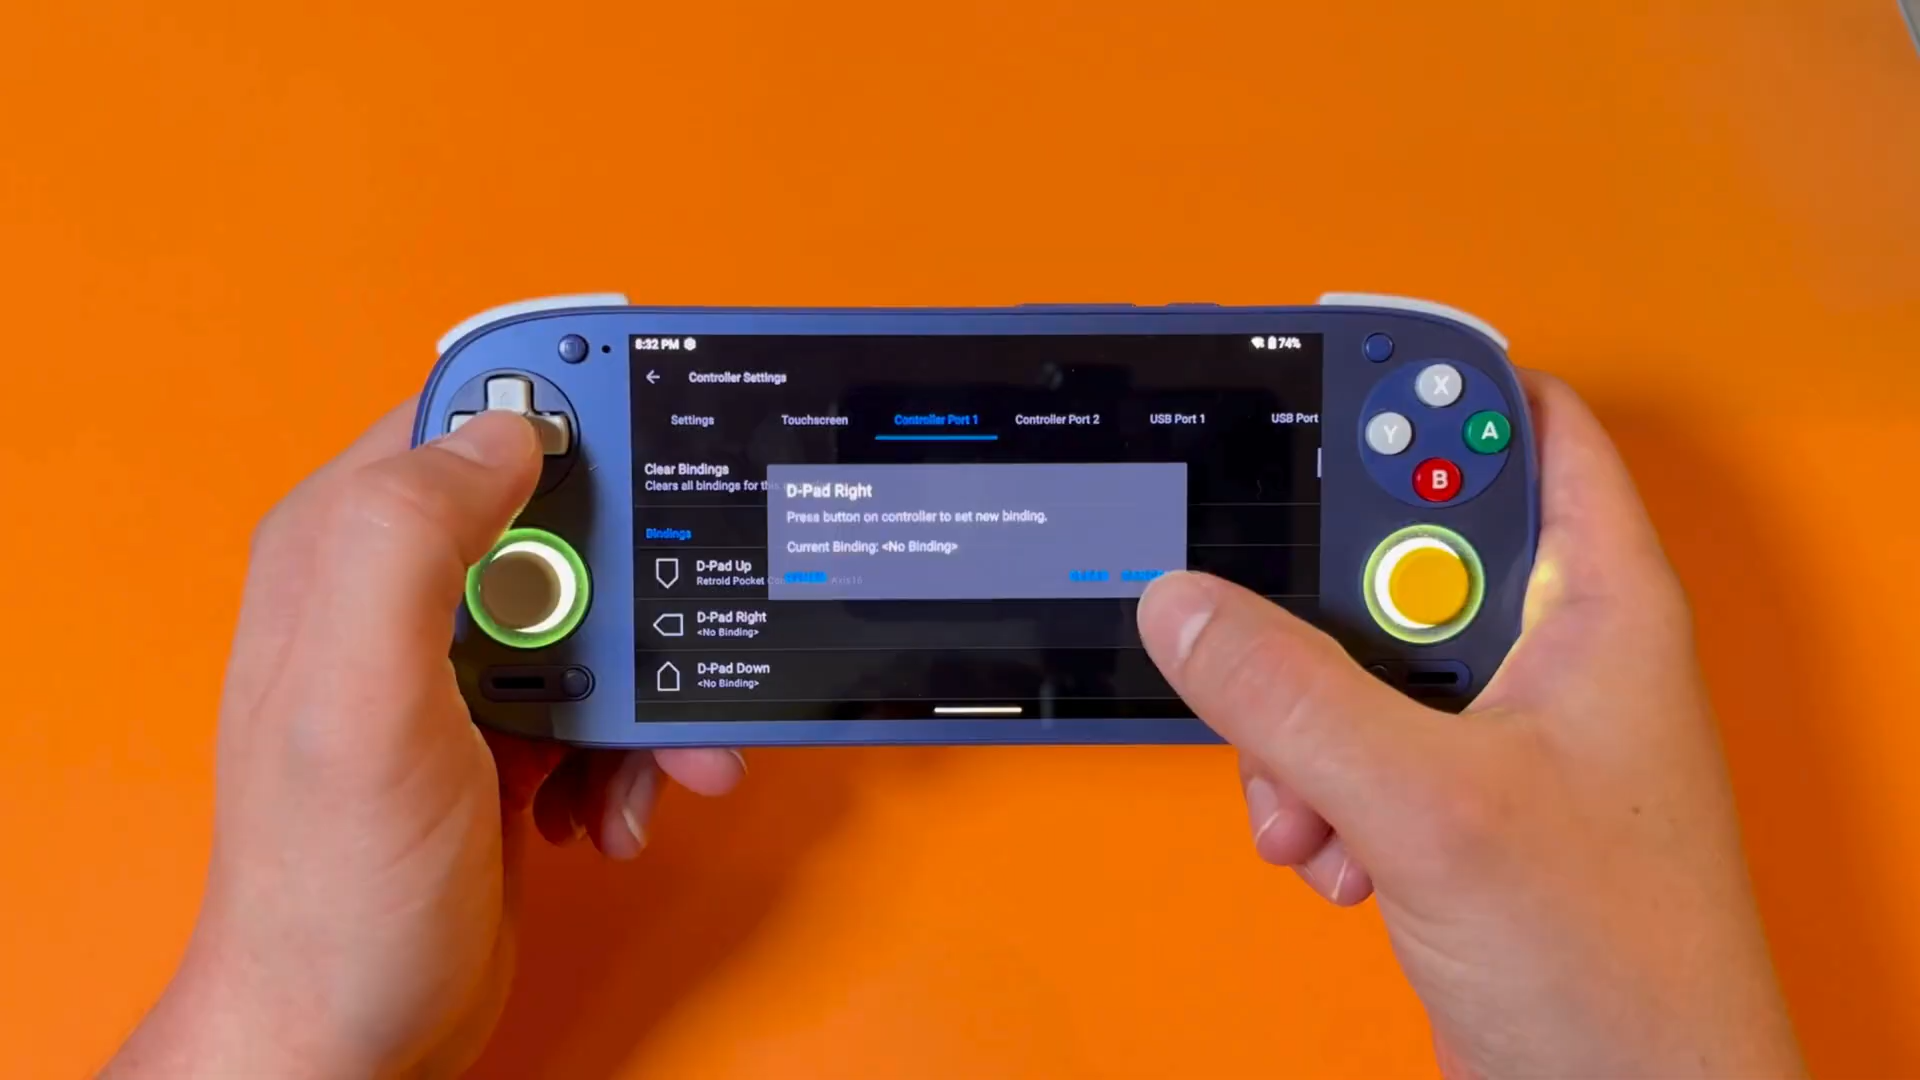 8:32 PM
74%
Controller Settings
Settings
Touchscreen
Controller Port 1
Controller Port 2
USB Port 1
USB Port
Clear Bindings
Clears all bindings for this
D-Pad Right
Press button on controller to set new binding.
Current Binding: <No Binding>
Bindings
D-Pad Up
Retroid Pocket
Axis16
D-Pad Right
<No Binding>
D-Pad Down
<No Binding>
X
Y
A
B